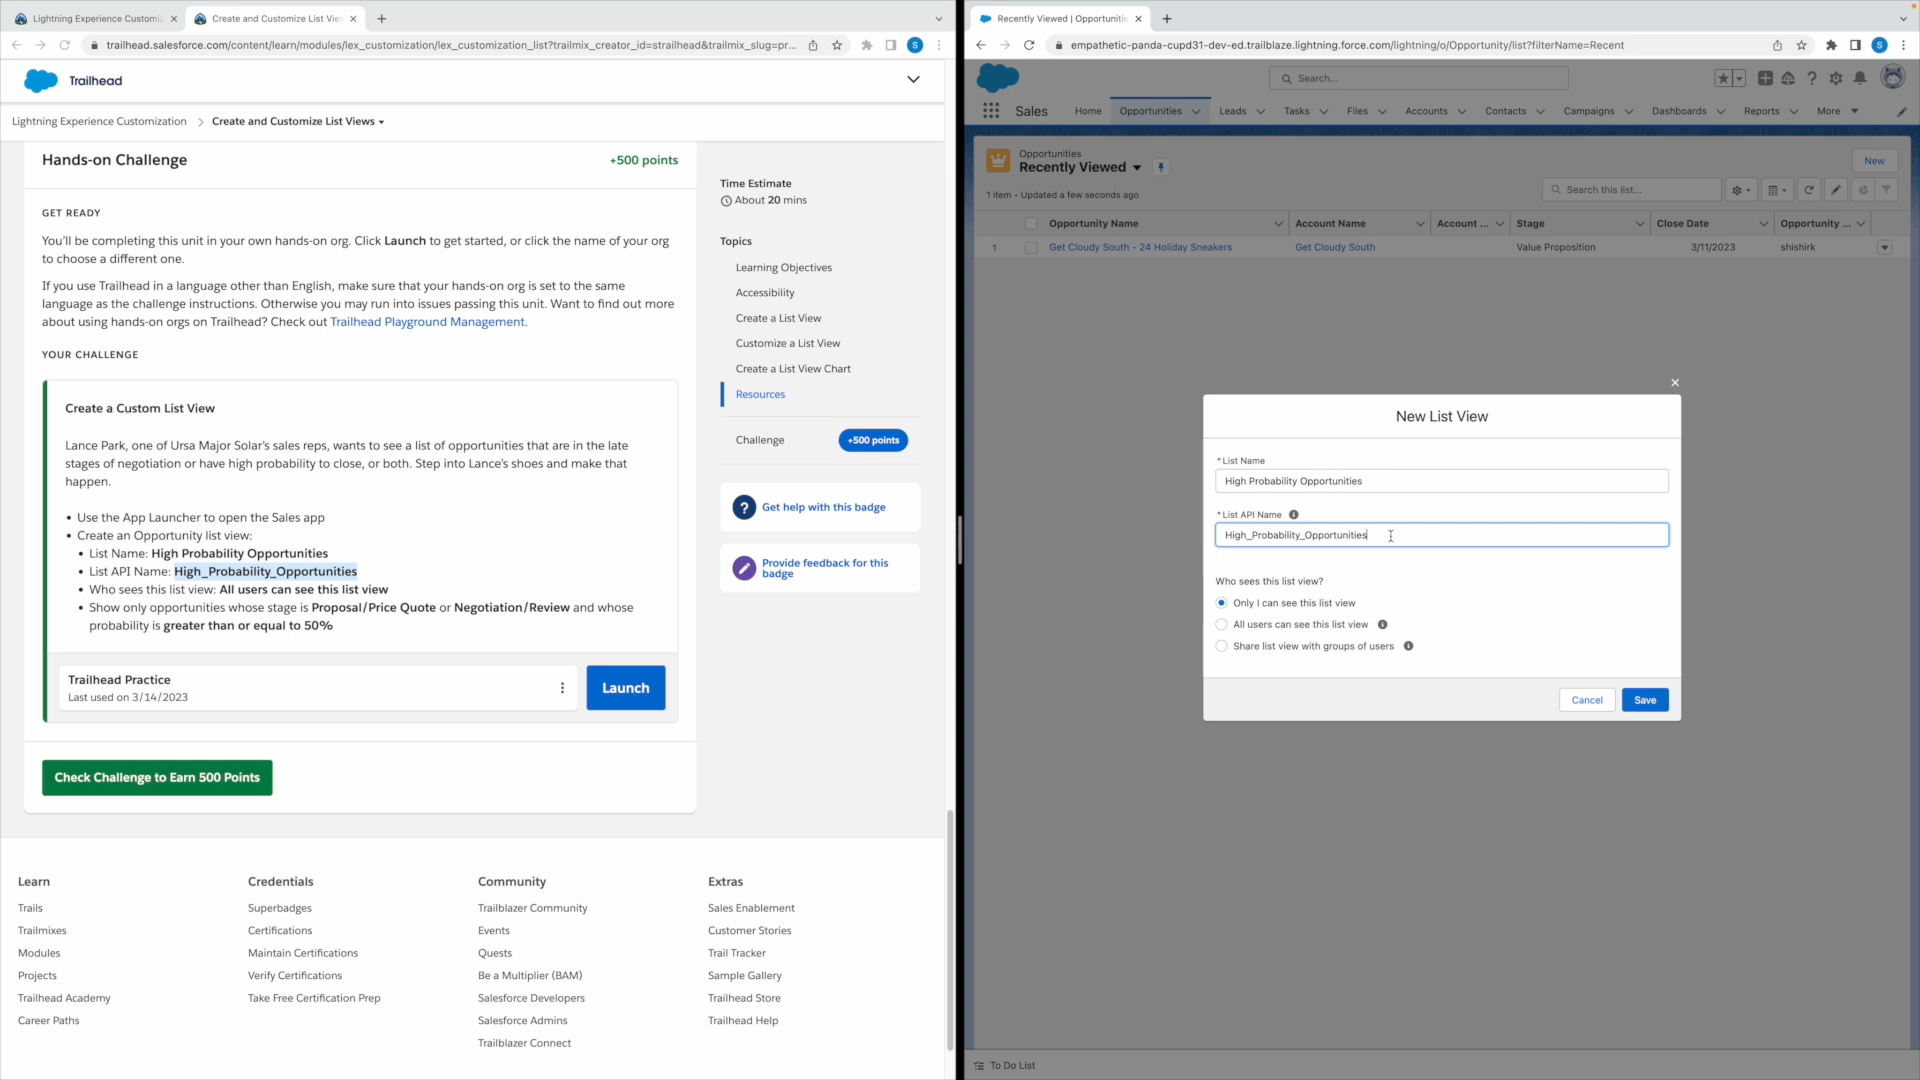 Lightning Experience Customiz
Create and Customize List View
trailhead.salesforce.com/content/learn/modules/lex_customization/lex_customization_list?trailmix_creator_id=strailhead&trailmix_slug=pr...
S
Trailhead
Lightning Experience Customization > Create and Customize List Views
Hands-on Challenge
+500 points
GET READY
You'll be completing this unit in your own hands-on org. Click Launch to get started, or click the name of your org
to choose a different one.
If you use Trailhead in a language other than English, make sure that your hands-on org is set to the same
language as the challenge instructions. Otherwise you may run into issues passing this unit. Want to find out more
about using hands-on orgs on Trailhead? Check out Trailhead Playground Management.
YOUR CHALLENGE
Create a Custom List View
Lance Park, one of Ursa Major Solar's sales reps, wants to see a list of opportunities that are in the late
stages of negotiation or have high probability to close, or both. Step into Lance's shoes and make that
happen.
• Use the App Launcher to open the Sales app
• Create an Opportunity list view:
• List Name: High Probability Opportunities
• List API Name: High_Probability_Opportunities
• Who sees this list view: All users can see this list view
• Show only opportunities whose stage is Proposal/Price Quote or Negotiation/Review and whose
probability is greater than or equal to 50%
Trailhead Practice
Last used on 3/14/2023
Launch
Check Challenge to Earn 500 Points
Time Estimate
About 20 mins
Topics
Learning Objectives
Accessibility
Create a List View
Customize a List View
Create a List View Chart
Resources
Challenge
+500 points
? Get help with this badge
Provide feedback for this
badge
Learn
Trails
Trailmixes
Modules
Projects
Trailhead Academy
Career Paths
Credentials
Superbadges
Certifications
Maintain Certifications
Verify Certifications
Take Free Certification Prep
Community
Trailblazer Community
Events
Quests
Be a Multiplier (BAM)
Salesforce Developers
Salesforce Admins
Trailblazer Connect
Extras
Sales Enablement
Customer Stories
Trail Tracker
Sample Gallery
Trailhead Store
Trailhead Help
Recently Viewed | Opportunitie
empathetic-panda-cupd31-dev-ed.trailblaze.lightning.force.com/lightning/o/Opportunity/list?filterName=Recent
S
Search...
Sales
Home
Opportunities
Leads
Tasks
Files
Accounts
Contacts
Campaigns
Dashboards
Reports
More
Opportunities
Recently Viewed
New
1 item • Updated a few seconds ago
Search this list...
Opportunity Name
Account Name
Account ...
Stage
Close Date
Opportunity ...
1
Get Cloudy South - 24 Holiday Sneakers
Get Cloudy South
Value Proposition
3/11/2023
shishirk
New List View
* List Name
High Probability Opportunities
* List API Name
High_Probability_Opportunities
Who sees this list view?
Only I can see this list view
All users can see this list view
Share list view with groups of users
Cancel
Save
To Do List